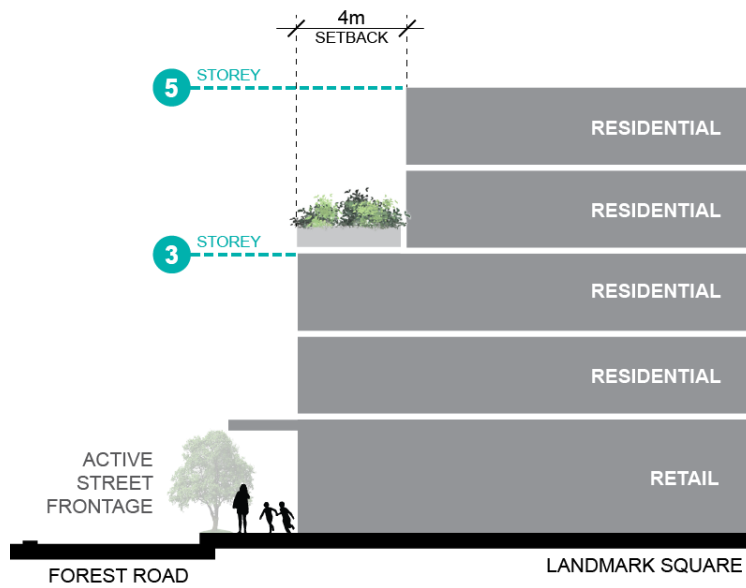 4m
SETBACK
5 STOREY
RESIDENTIAL
RESIDENTIAL
3 STOREY
RESIDENTIAL
RESIDENTIAL
ACTIVE
STREET
FRONTAGE
RETAIL
FOREST ROAD
LANDMARK SQUARE